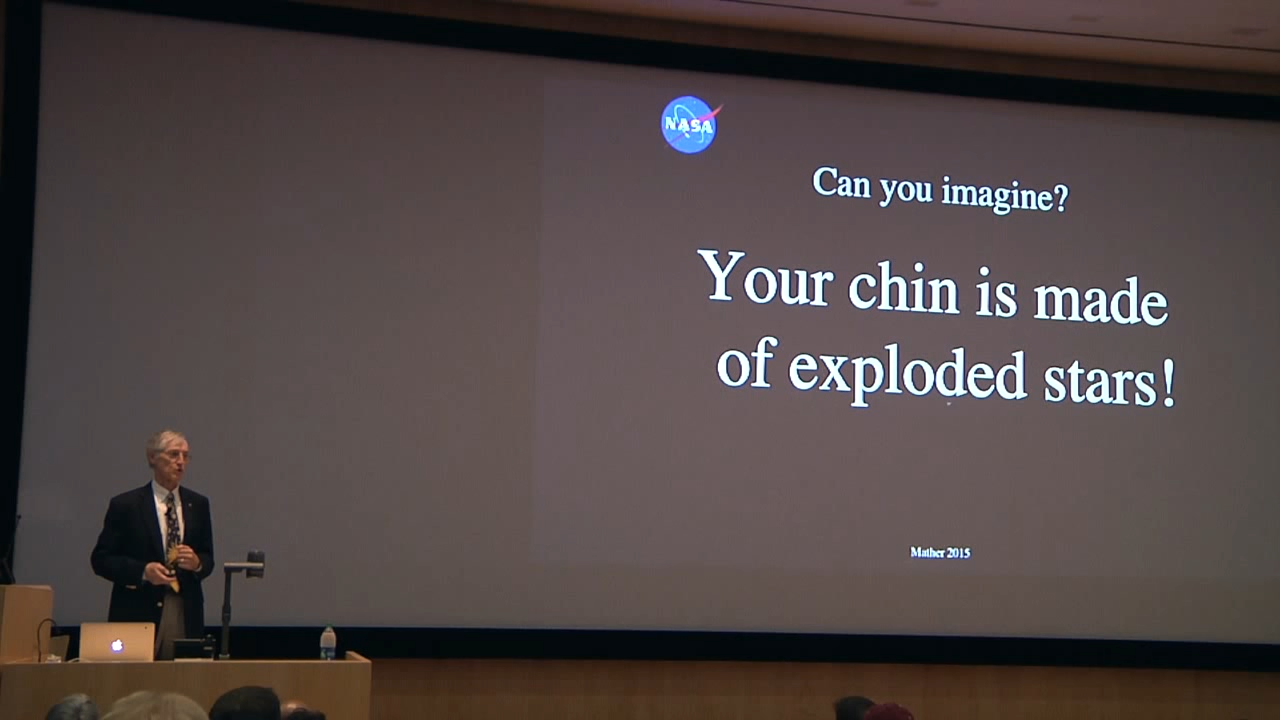 NASA
Can you imagine?
Your chin is made
of exploded stars!
Mather 2015